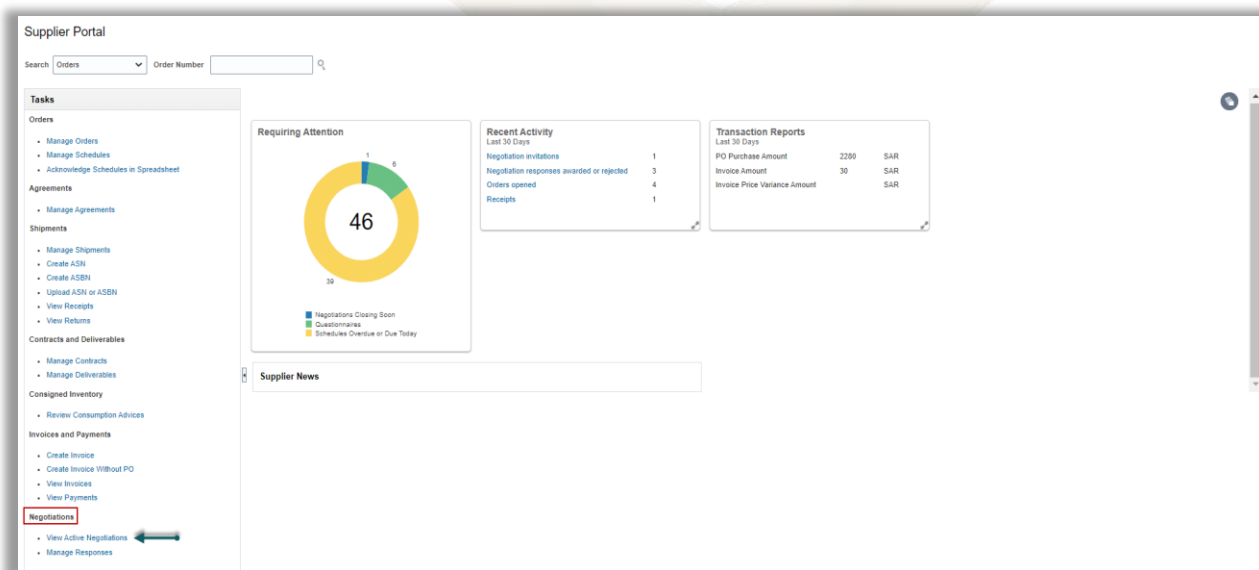 Supplier Portal
Search Orders Order Number
Tasks
Orders
Manage Orders
Manage Schedules
Acknowledge Schedules in Spreadsheet
Agreements
Manage Agreements
Shipments
Manage Shipments
Create ASN
Create ASBN
Upload ASN or ASBN
View Receipts
View Returns
Contracts and Deliverables
Manage Contracts
Manage Deliverables
Consigned Inventory
Review Consumption Advices
Invoices and Payments
Create Invoice
Create Invoice Without PO
View Invoices
View Payments
Negotiations
View Active Negotiations
Manage Responses
Requiring Attention
1
6
46
39
Negotiations Closing Soon
Questionnaires
Schedules Overdue or Due Today
Recent Activity
Last 30 Days
Negotiation invitations 1
Negotiation responses awarded or rejected 3
Orders opened 4
Receipts 1
Transaction Reports
Last 30 Days
PO Purchase Amount 2280 SAR
Invoice Amount 30 SAR
Invoice Price Variance Amount SAR
Supplier News